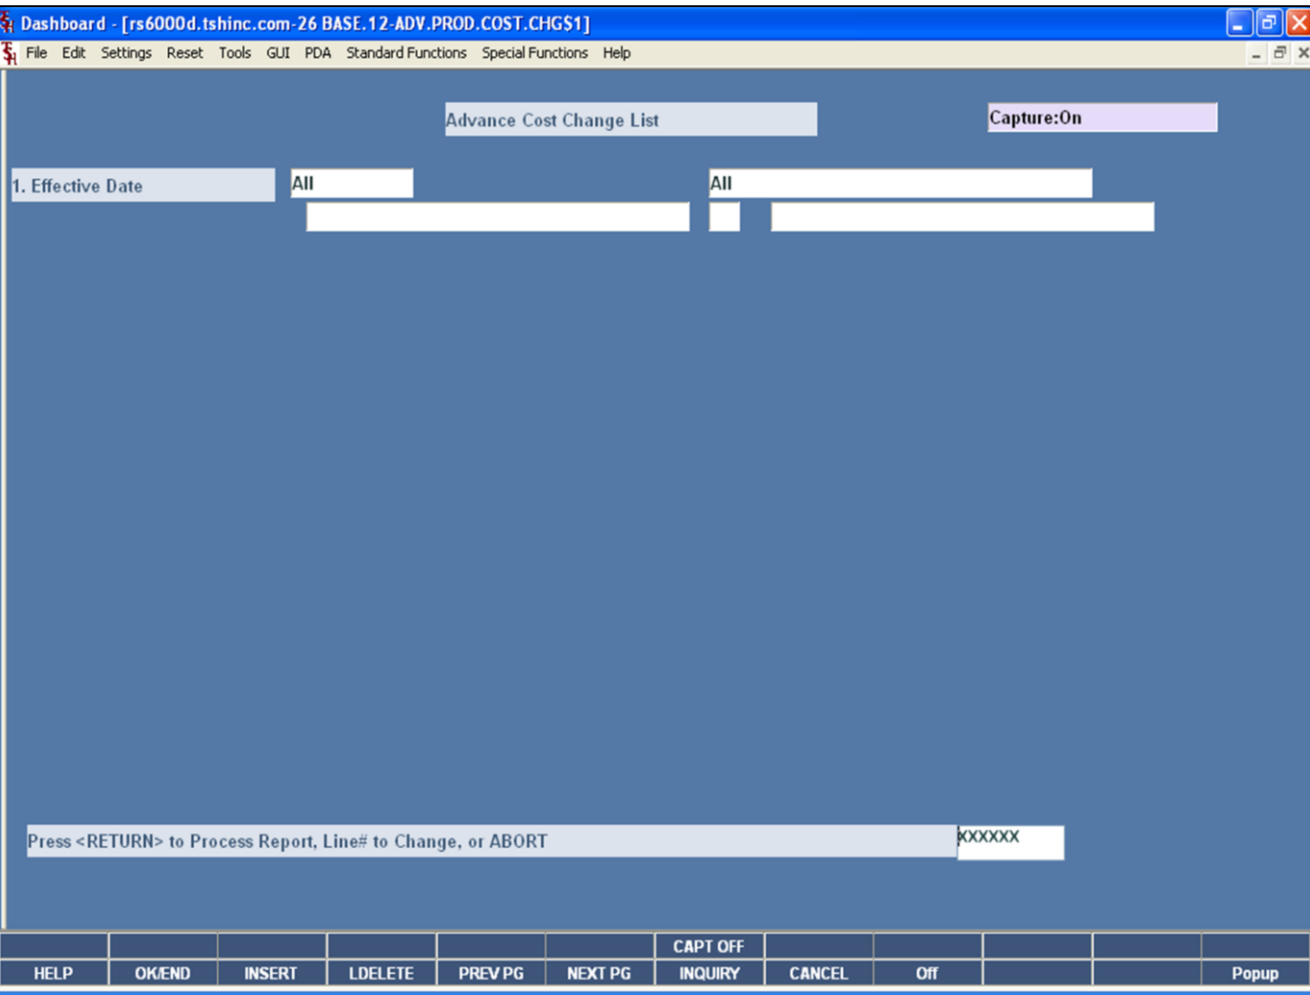 Dashboard - [rs6000d.tshinc.com-26 BASE.12-ADV.PROD.COST.CHG$1]
File Edit Settings Reset Tools GUI PDA Standard Functions Special Functions Help
Advance Cost Change List Capture:On
1. Effective Date All All
Press <RETURN> to Process Report, Line# to Change, or ABORT XXXXXX
CAPT OFF
HELP OK/END INSERT LDELETE PREV PG NEXT PG INQUIRY CANCEL Off Popup